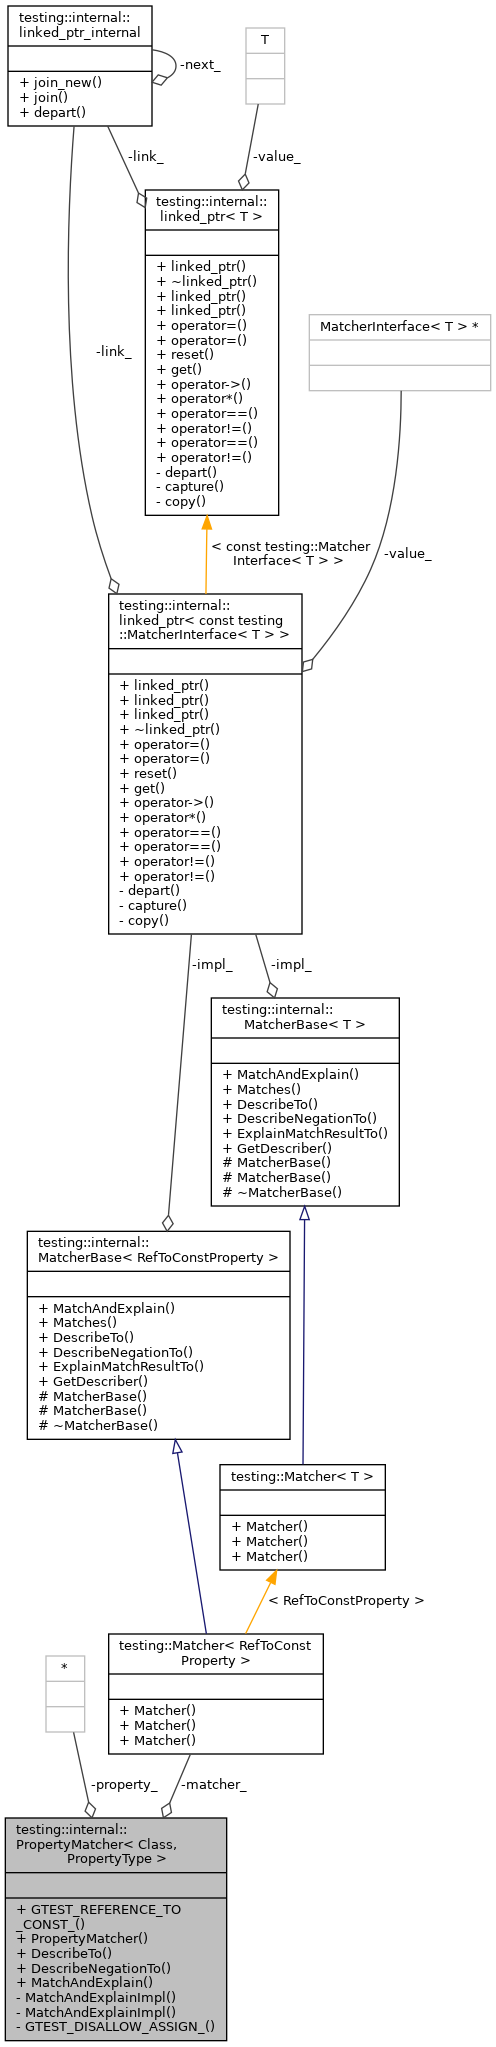 testing::internal::
linked_ptr_internal
+ join_new()
+ join()
+ depart()
-next_
T
-link_
-value_
testing::internal::
linked_ptr< T >
+ linked_ptr()
+ ~linked_ptr()
+ linked_ptr()
+ linked_ptr()
+ operator=()
+ operator=()
+ reset()
+ get()
+ operator->()
+ operator*()
+ operator==()
+ operator!=()
+ operator==()
+ operator!=()
- depart()
- capture()
- copy()
MatcherInterface< T > *
-link_
< const testing::Matcher
Interface< T > >
-value_
testing::internal::
linked_ptr< const testing
::MatcherInterface< T > >
+ linked_ptr()
+ linked_ptr()
+ linked_ptr()
+ ~linked_ptr()
+ operator=()
+ operator=()
+ reset()
+ get()
+ operator->()
+ operator*()
+ operator==()
+ operator==()
+ operator!=()
+ operator!=()
- depart()
- capture()
- copy()
-impl_
-impl_
testing::internal::
MatcherBase< T >
+ MatchAndExplain()
+ Matches()
+ DescribeTo()
+ DescribeNegationTo()
+ ExplainMatchResultTo()
+ GetDescriber()
# MatcherBase()
# MatcherBase()
# ~MatcherBase()
testing::internal::
MatcherBase< RefToConstProperty >
+ MatchAndExplain()
+ Matches()
+ DescribeTo()
+ DescribeNegationTo()
+ ExplainMatchResultTo()
+ GetDescriber()
# MatcherBase()
# MatcherBase()
# ~MatcherBase()
testing::Matcher< T >
+ Matcher()
+ Matcher()
+ Matcher()
< RefToConstProperty >
testing::Matcher< RefToConst
Property >
+ Matcher()
+ Matcher()
+ Matcher()
*
-property_
-matcher_
testing::internal::
PropertyMatcher< Class,
PropertyType >
+ GTEST_REFERENCE_TO
_CONST_()
+ PropertyMatcher()
+ DescribeTo()
+ DescribeNegationTo()
+ MatchAndExplain()
- MatchAndExplainImpl()
- MatchAndExplainImpl()
- GTEST_DISALLOW_ASSIGN_()